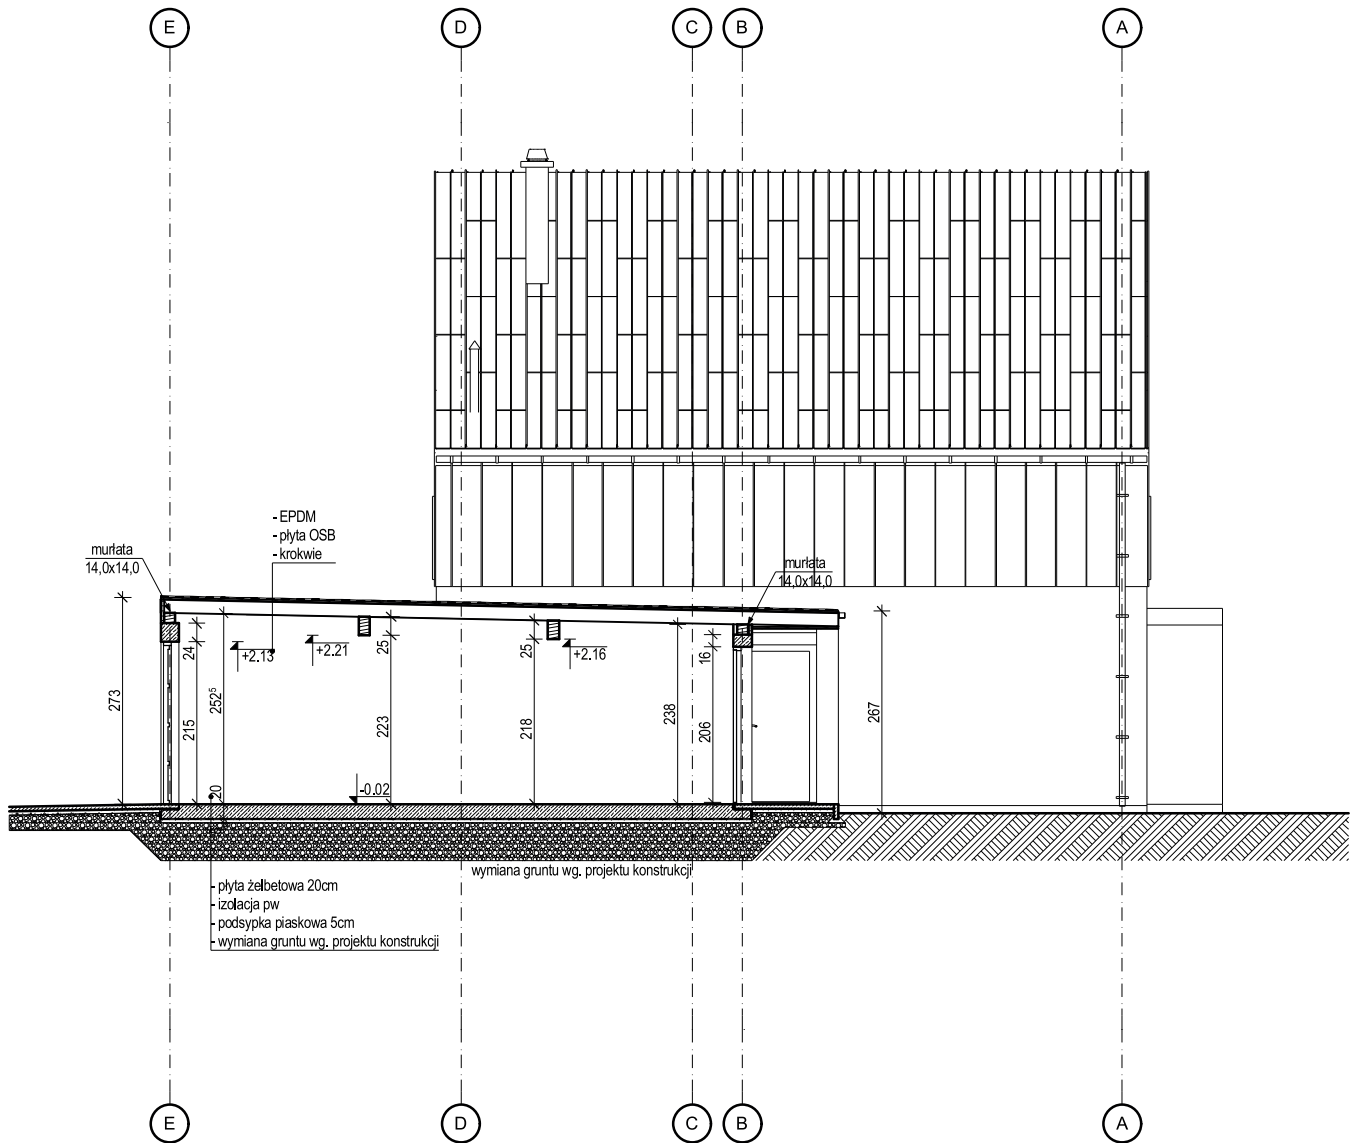 E
D
C
B
A
- EPDM
- płyta OSB
- krokwie
murłata
14,0x14,0
murłata
14,0x14,0
+2.13
+2.21
+2.16
-0.02
273
24
215
252⁵
20
25
223
25
218
238
16
206
267
wymiana gruntu wg. projektu konstrukcji
- płyta żelbetowa 20cm
- izolacja pw
- podsypka piaskowa 5cm
- wymiana gruntu wg. projektu konstrukcji
E
D
C
B
A